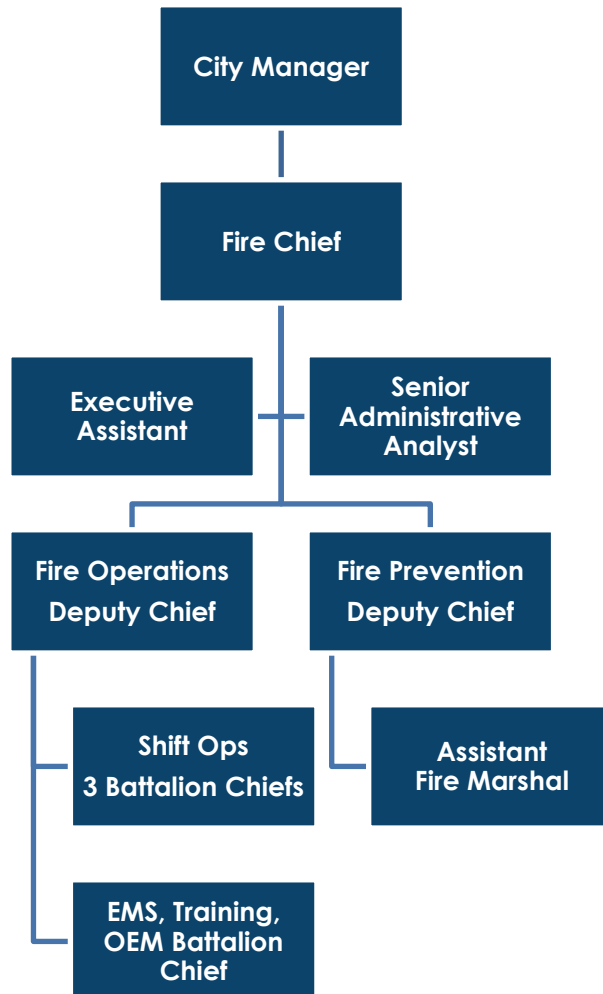 City Manager
Fire Chief
Executive
Assistant
Senior
Administrative
Analyst
Fire Operations
Deputy Chief
Fire Prevention
Deputy Chief
Shift Ops
3 Battalion Chiefs
Assistant
Fire Marshal
EMS, Training,
OEM Battalion
Chief